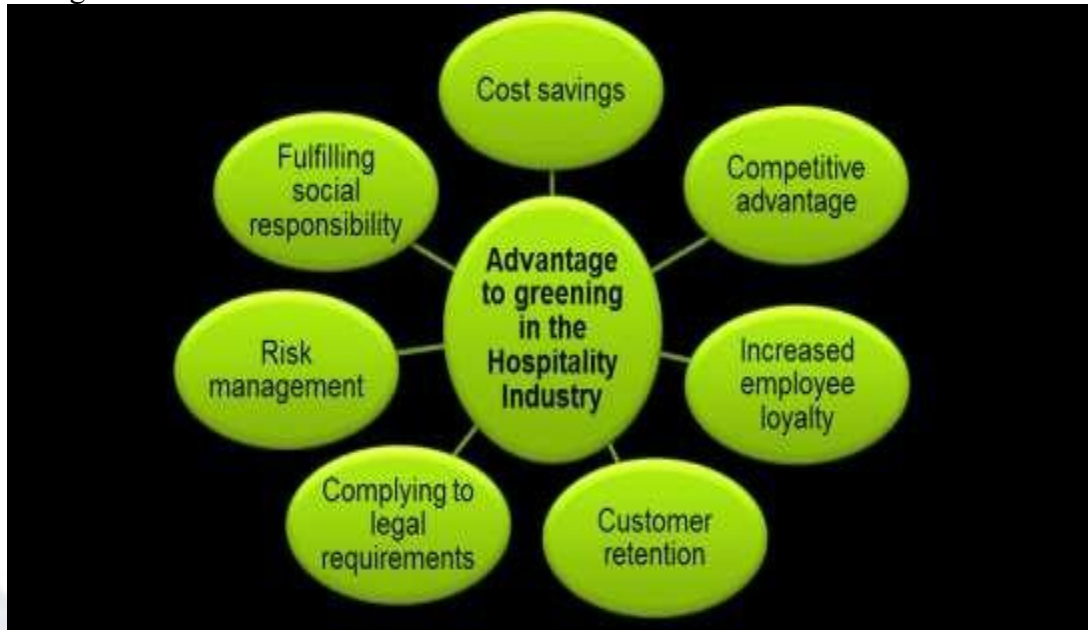 Cost savings
Competitive
advantage
Increased
employee
loyalty
Customer
retention
Complying to
legal
requirements
Risk
management
Fulfilling
social
responsibility
Advantage
to greening
in the
Hospitality
Industry